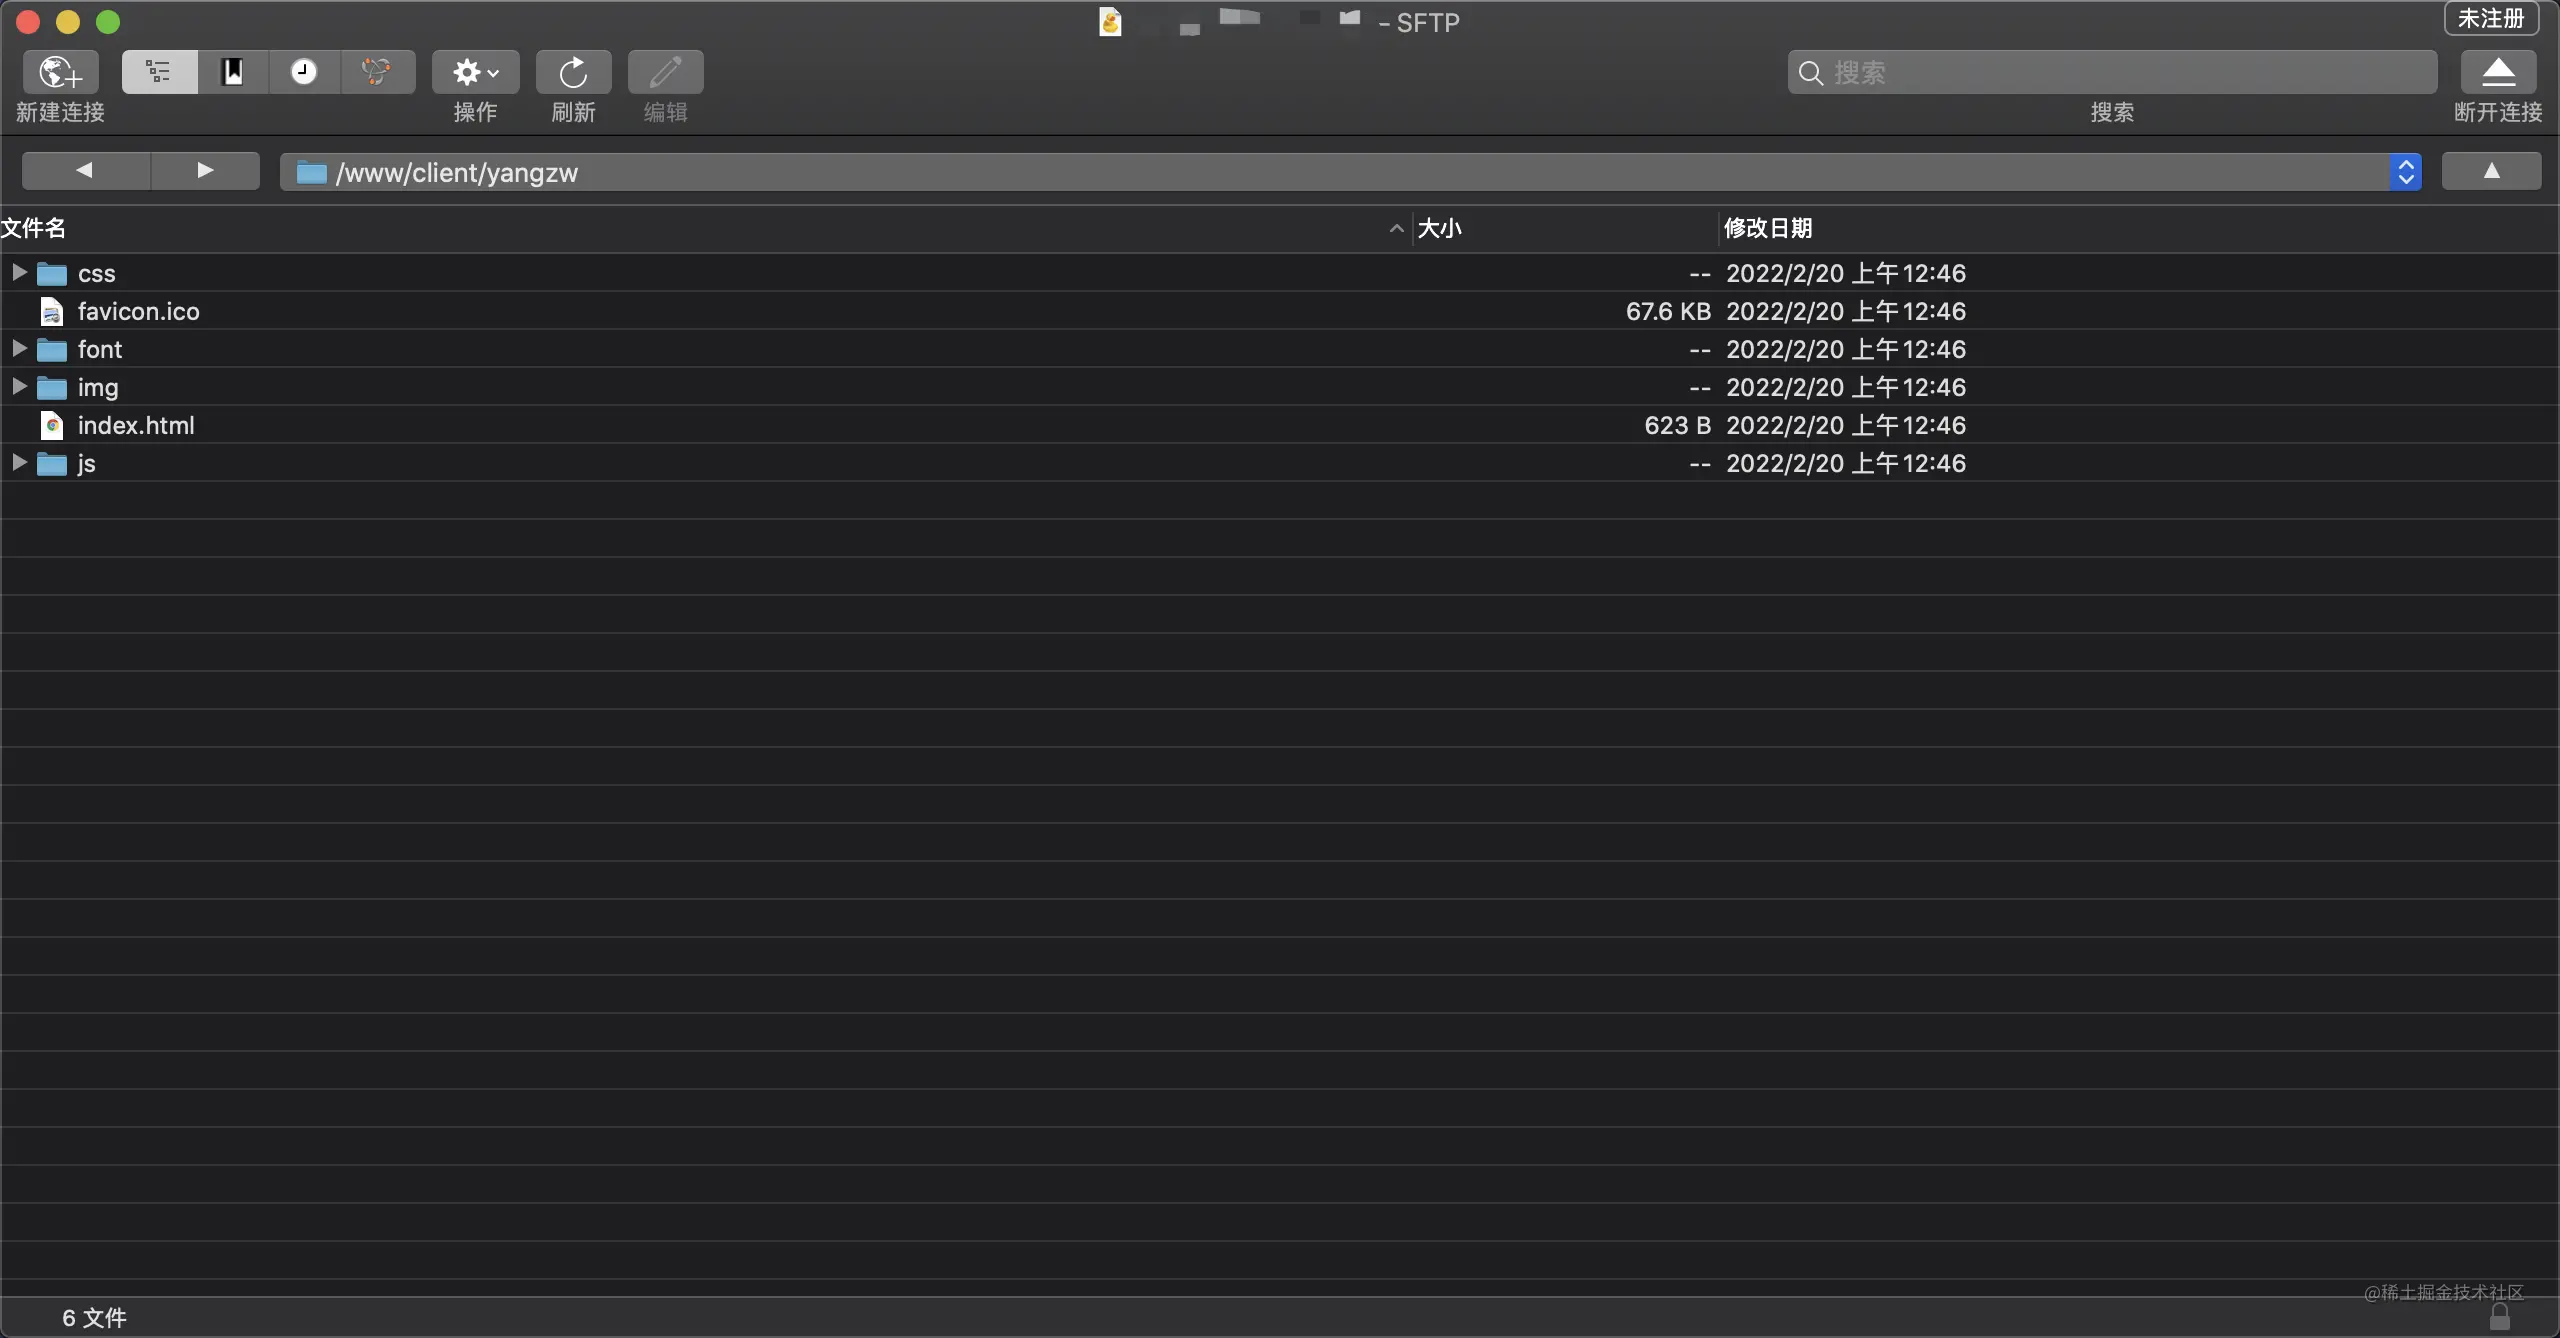 – SFTP
未注册
新建连接
操作
刷新
编辑
搜索
搜索
断开连接
/www/client/yangzw
文件名 大小 修改日期
css -- 2022/2/20 上午12:46
favicon.ico 67.6 KB 2022/2/20 上午12:46
font -- 2022/2/20 上午12:46
img -- 2022/2/20 上午12:46
index.html 623 B 2022/2/20 上午12:46
js -- 2022/2/20 上午12:46
@稀土掘金技术社区
6 文件